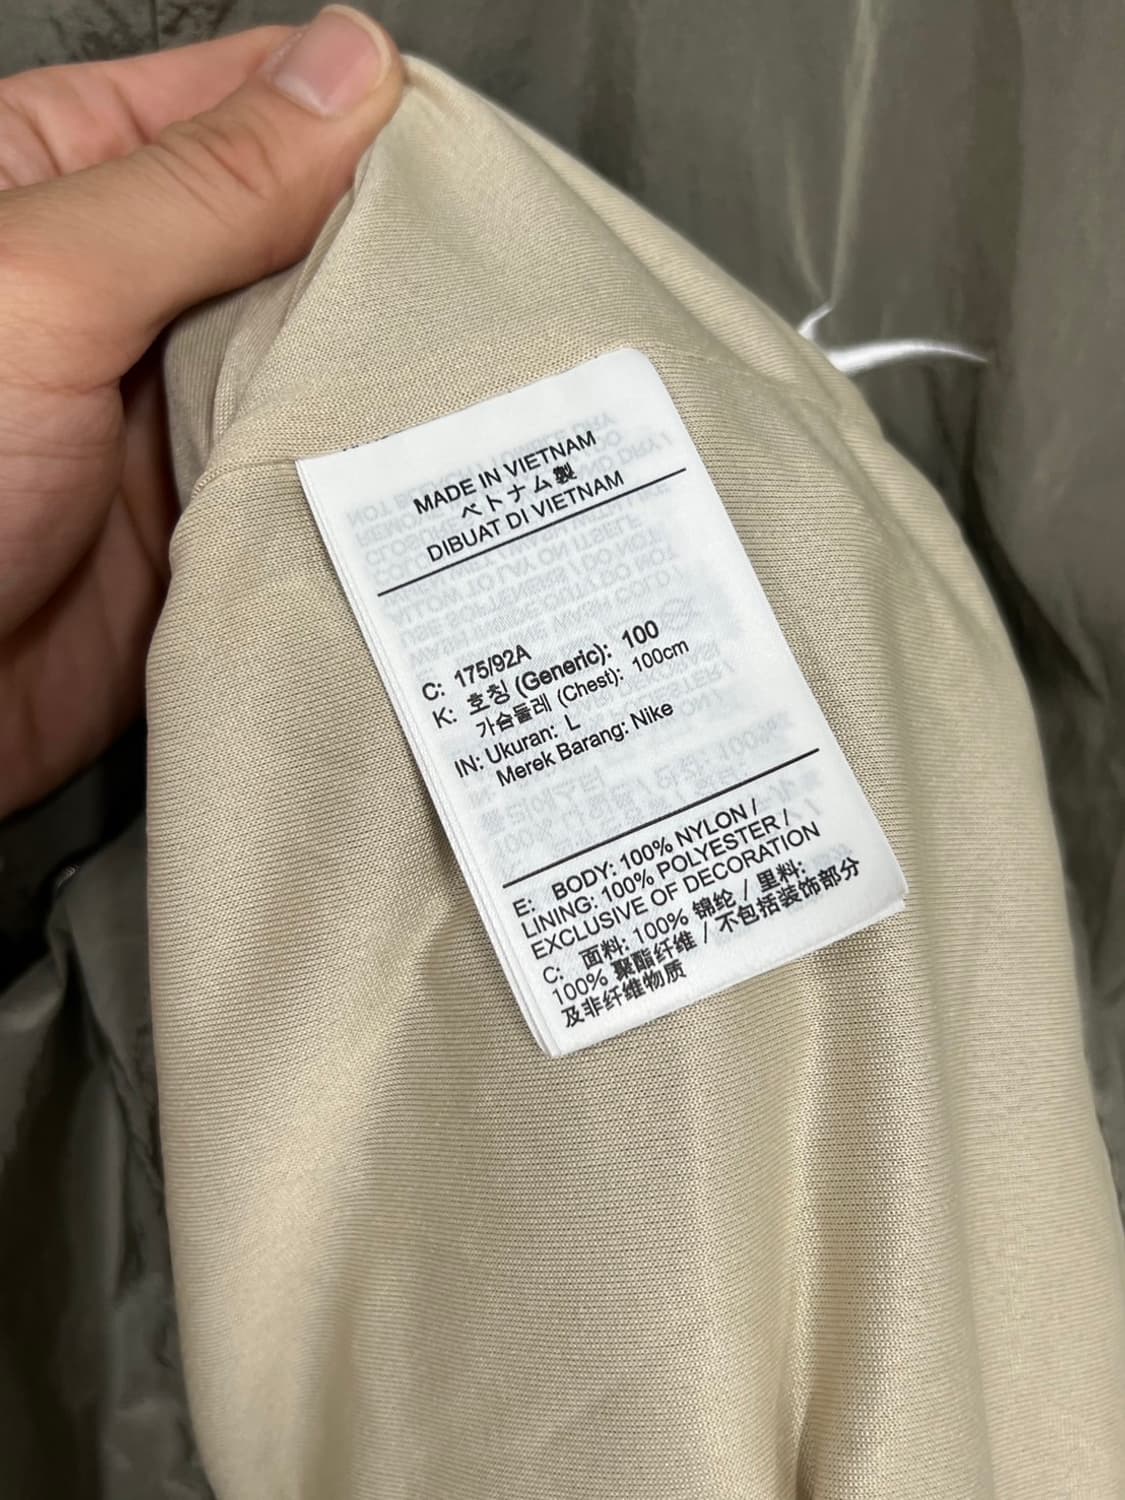 MADE IN VIETNAM
ベトナム製
DIBUAT DI VIETNAM
C: 175/92A
K: 호칭 (Generic): 100
가슴둘레 (Chest): 100cm
IN: Ukuran: L
Merek Barang: Nike
E: BODY: 100% NYLON /
LINING: 100% POLYESTER /
EXCLUSIVE OF DECORATION
C: 面料: 100% 锦纶 / 里料:
100% 聚酯纤维 / 不包括装饰部分
及非纤维物质